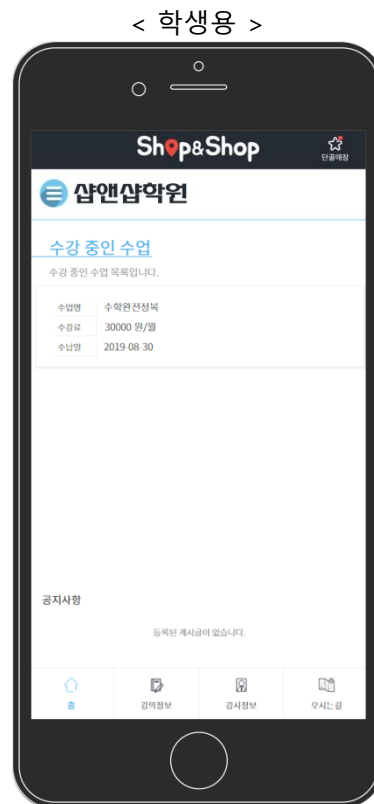 < 학생용 >
Shop&Shop
단골매장
샵앤샵학원
수강 중인 수업
수강 중인 수업 목록입니다.
수업명 수학완전정복
수강료 30000 원/월
수납일 2019-08-30
공지사항
등록된 게시글이 없습니다.
홈 강의정보 강사정보 오시는길